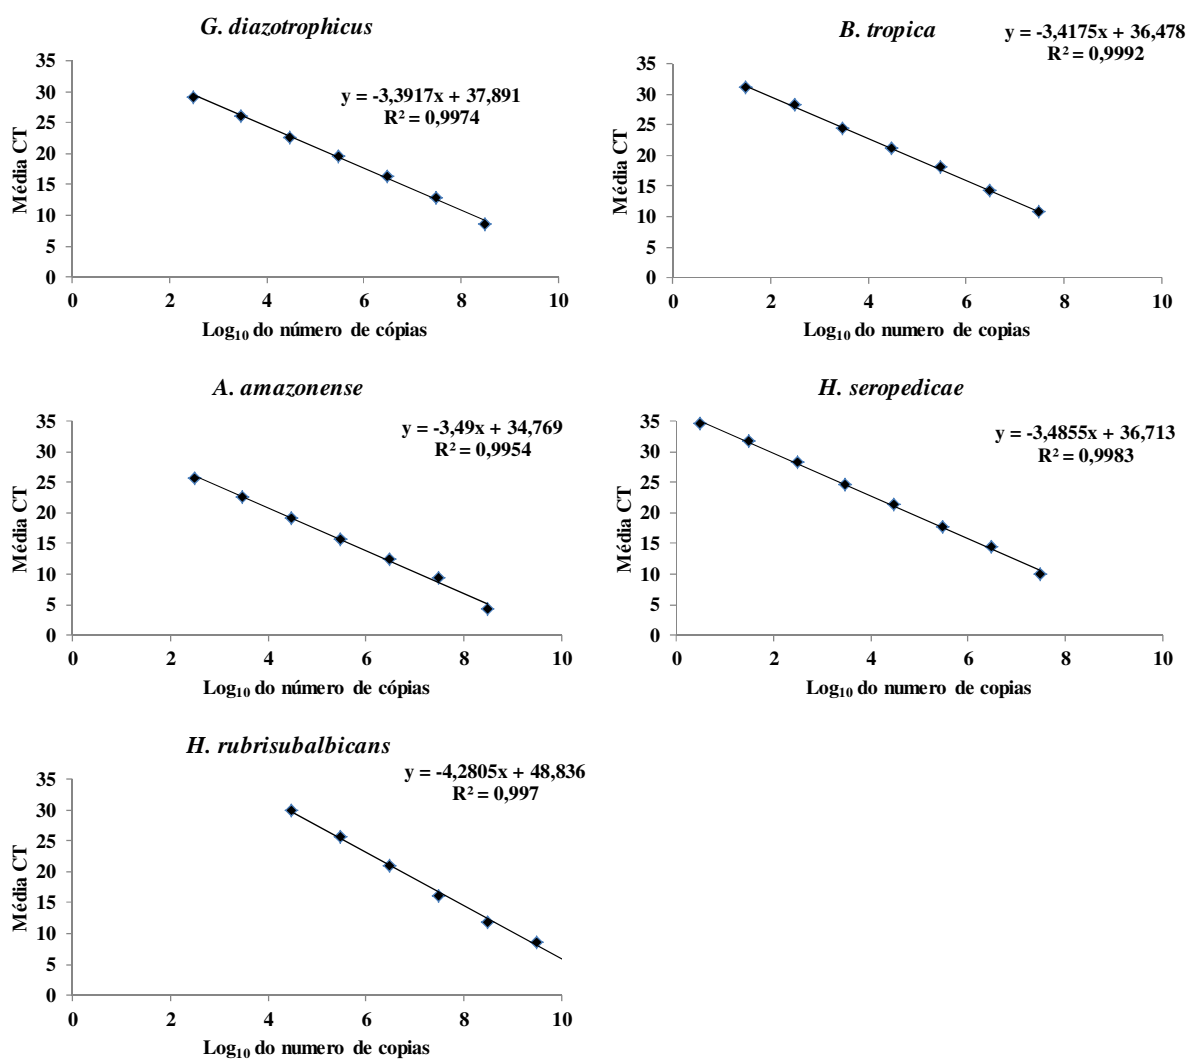 G. diazotrophicus
y = -3,3917x + 37,891
R² = 0,9974
35
30
25
20
15
10
5
0
Média CT
0 2 4 6 8 10
Log₁₀ do número de cópias
B. tropica
y = -3,4175x + 36,478
R² = 0,9992
35
30
25
20
15
10
5
0
Média CT
0 2 4 6 8 10
Log₁₀ do numero de copias
A. amazonense
y = -3,49x + 34,769
R² = 0,9954
35
30
25
20
15
10
5
0
Média CT
0 2 4 6 8 10
Log₁₀ do número de cópias
H. seropedicae
y = -3,4855x + 36,713
R² = 0,9983
35
30
25
20
15
10
5
0
Média CT
0 2 4 6 8 10
Log₁₀ do numero de copias
H. rubrisubalbicans
y = -4,2805x + 48,836
R² = 0,997
35
30
25
20
15
10
5
0
Média CT
0 2 4 6 8 10
Log₁₀ do numero de copias